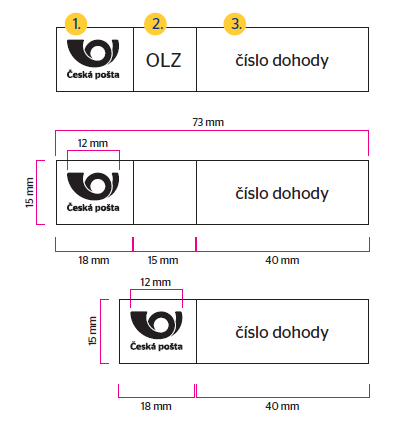 1. 2. 3.
Česká pošta OLZ číslo dohody
73 mm
12 mm
15 mm
Česká pošta číslo dohody
18 mm 15 mm 40 mm
12 mm
15 mm
Česká pošta číslo dohody
18 mm 40 mm